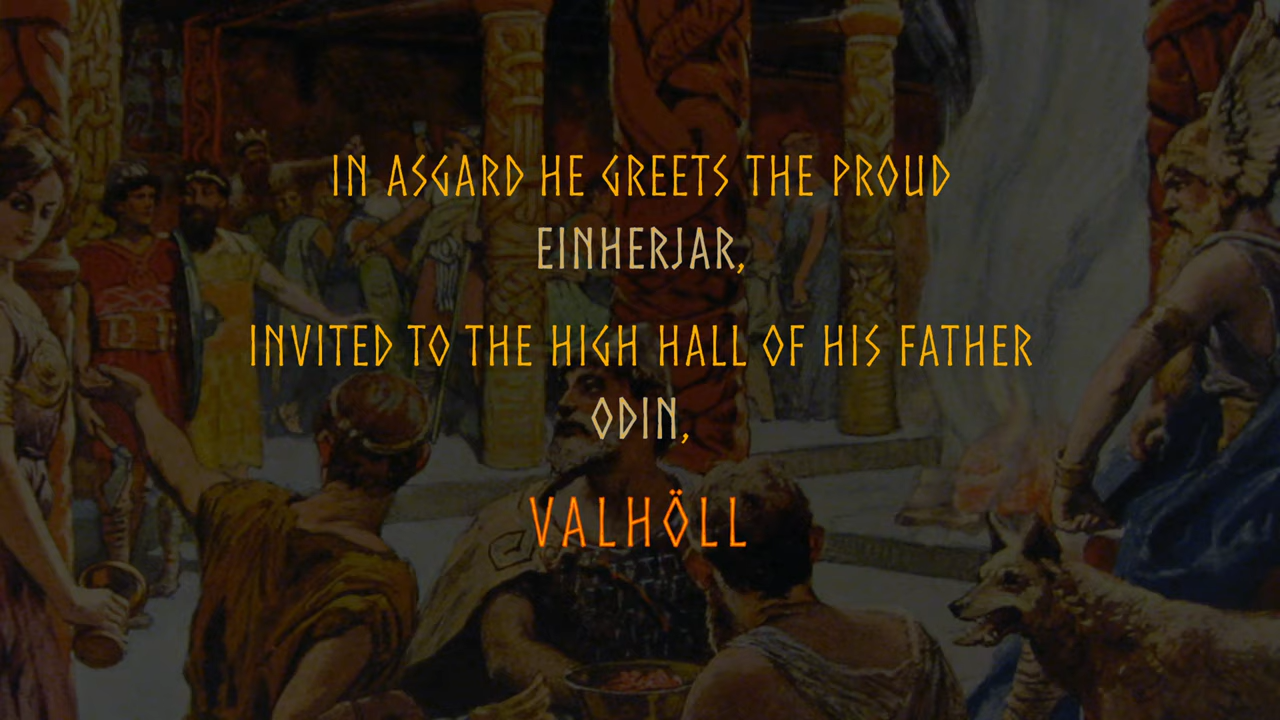 IN ASGARD HE GREETS THE PROUD
EINHERJAR,
INVITED TO THE HIGH HALL OF HIS FATHER
ODIN,
VALHÖLL